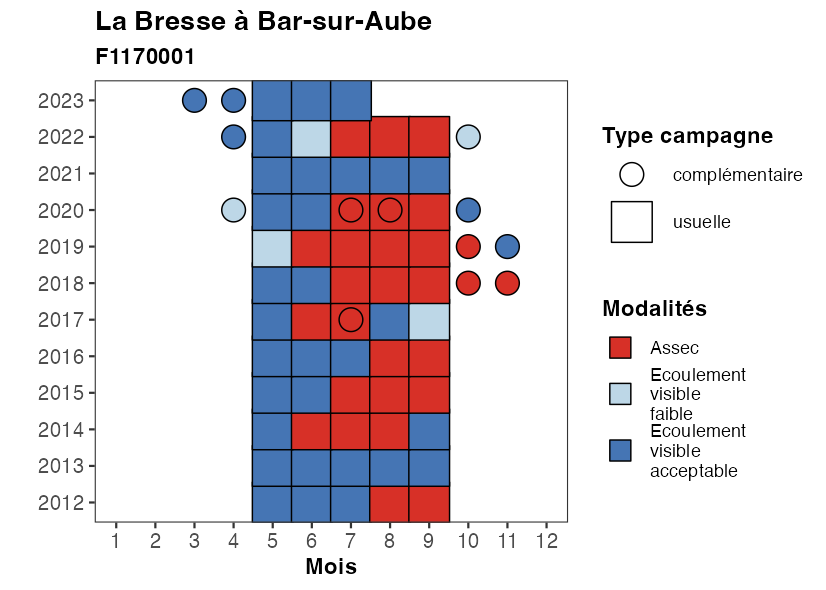 La Bresse à Bar-sur-Aube
F1170001
2023
2022
2021
2020
2019
2018
2017
2016
2015
2014
2013
2012
1 2 3 4 5 6 7 8 9 10 11 12
Mois
Type campagne
complémentaire
usuelle
Modalités
Assec
Ecoulement
visible
faible
Ecoulement
visible
acceptable